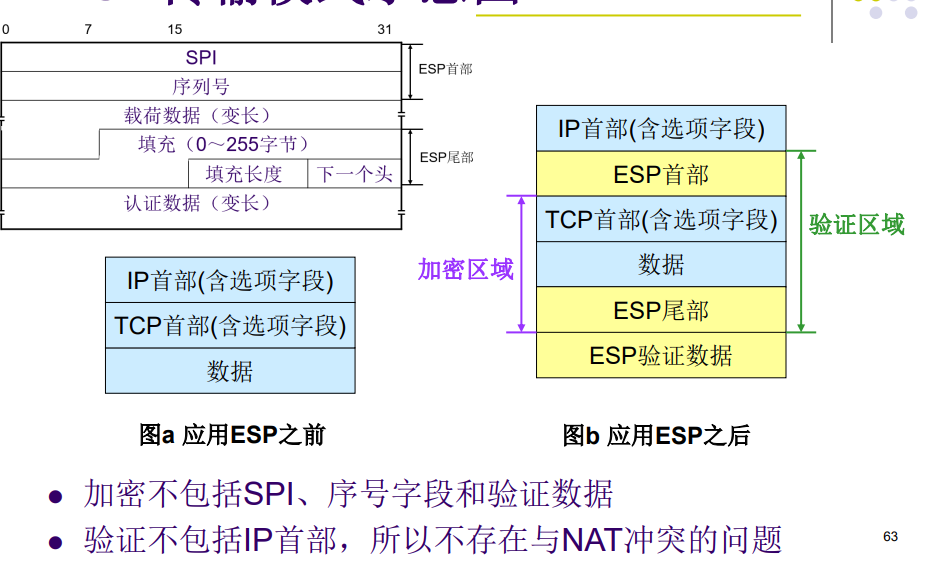 0 7 15 31
SPI
序列号
ESP首部
载荷数据（变长）
填充（0～255字节）
填充长度 下一个头
ESP尾部
认证数据（变长）
IP首部(含选项字段)
TCP首部(含选项字段)
数据
图a 应用ESP之前
IP首部(含选项字段)
ESP首部
TCP首部(含选项字段)
数据
ESP尾部
ESP验证数据
加密区域
验证区域
图b 应用ESP之后
● 加密不包括SPI、序号字段和验证数据
● 验证不包括IP首部，所以不存在与NAT冲突的问题
63